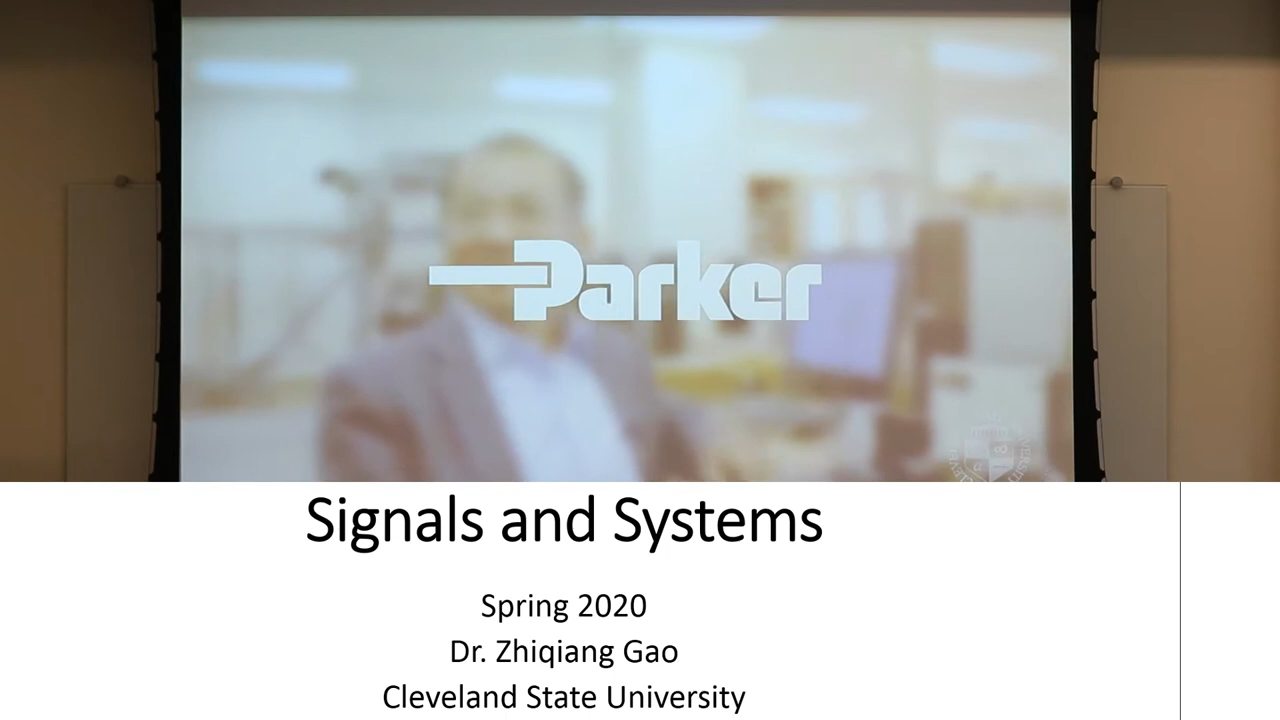 Parker
Signals and Systems
Spring 2020
Dr. Zhiqiang Gao
Cleveland State University